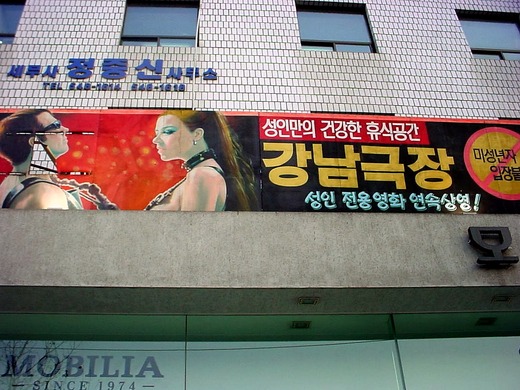 세무사 정종신 사무소
TEL
성인만의 건강한 휴식공간
강남극장
성인 전용영화 연속상영!
미성년자
입장불
모
MOBILIA
SINCE 1974